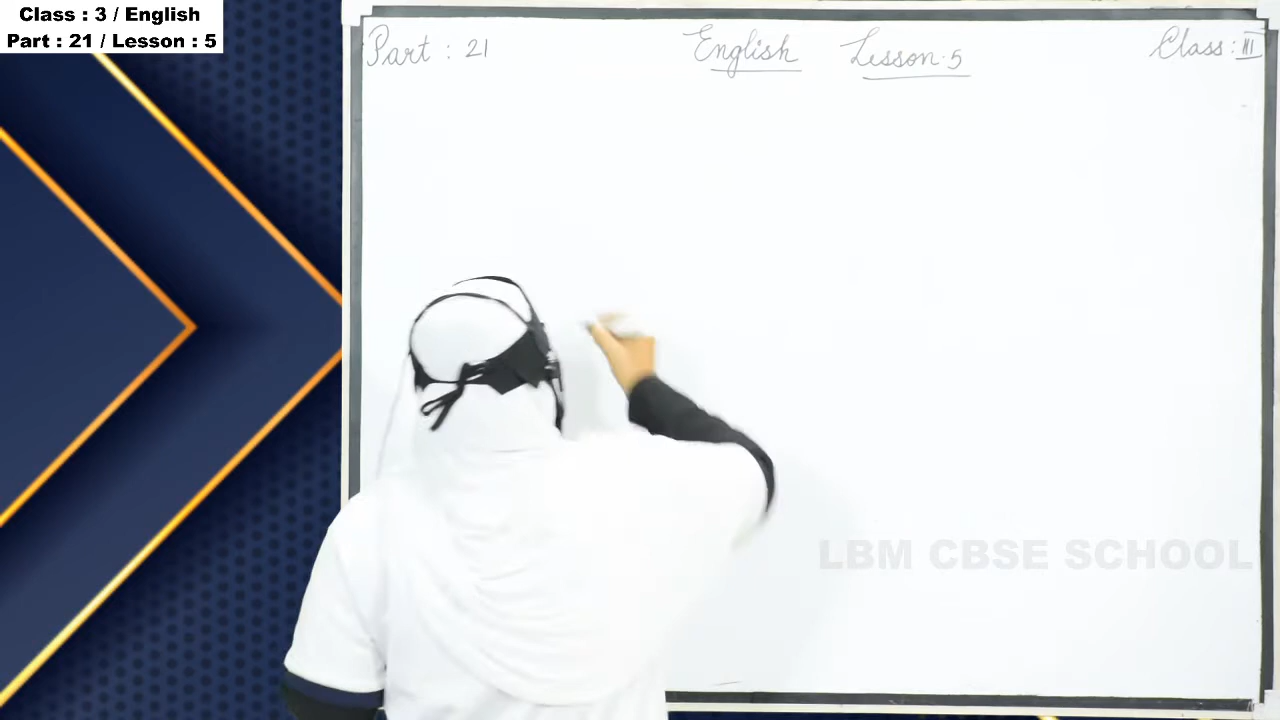 Class : 3 / English
Part : 21 / Lesson : 5
Part : 21 English Lesson. 5 Class : III
LBM CBSE SCHOOL